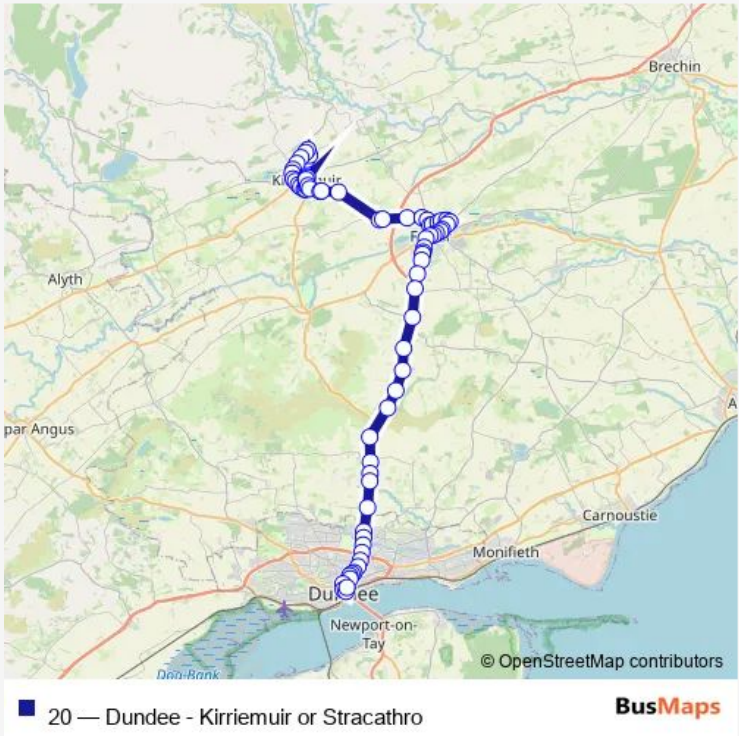 Brechin
Alyth
par Angus
A
Carnoustie
Monifieth
Newport-on-
Tay
© OpenStreetMap contributors
20 — Dundee - Kirriemuir or Stracathro
BusMaps